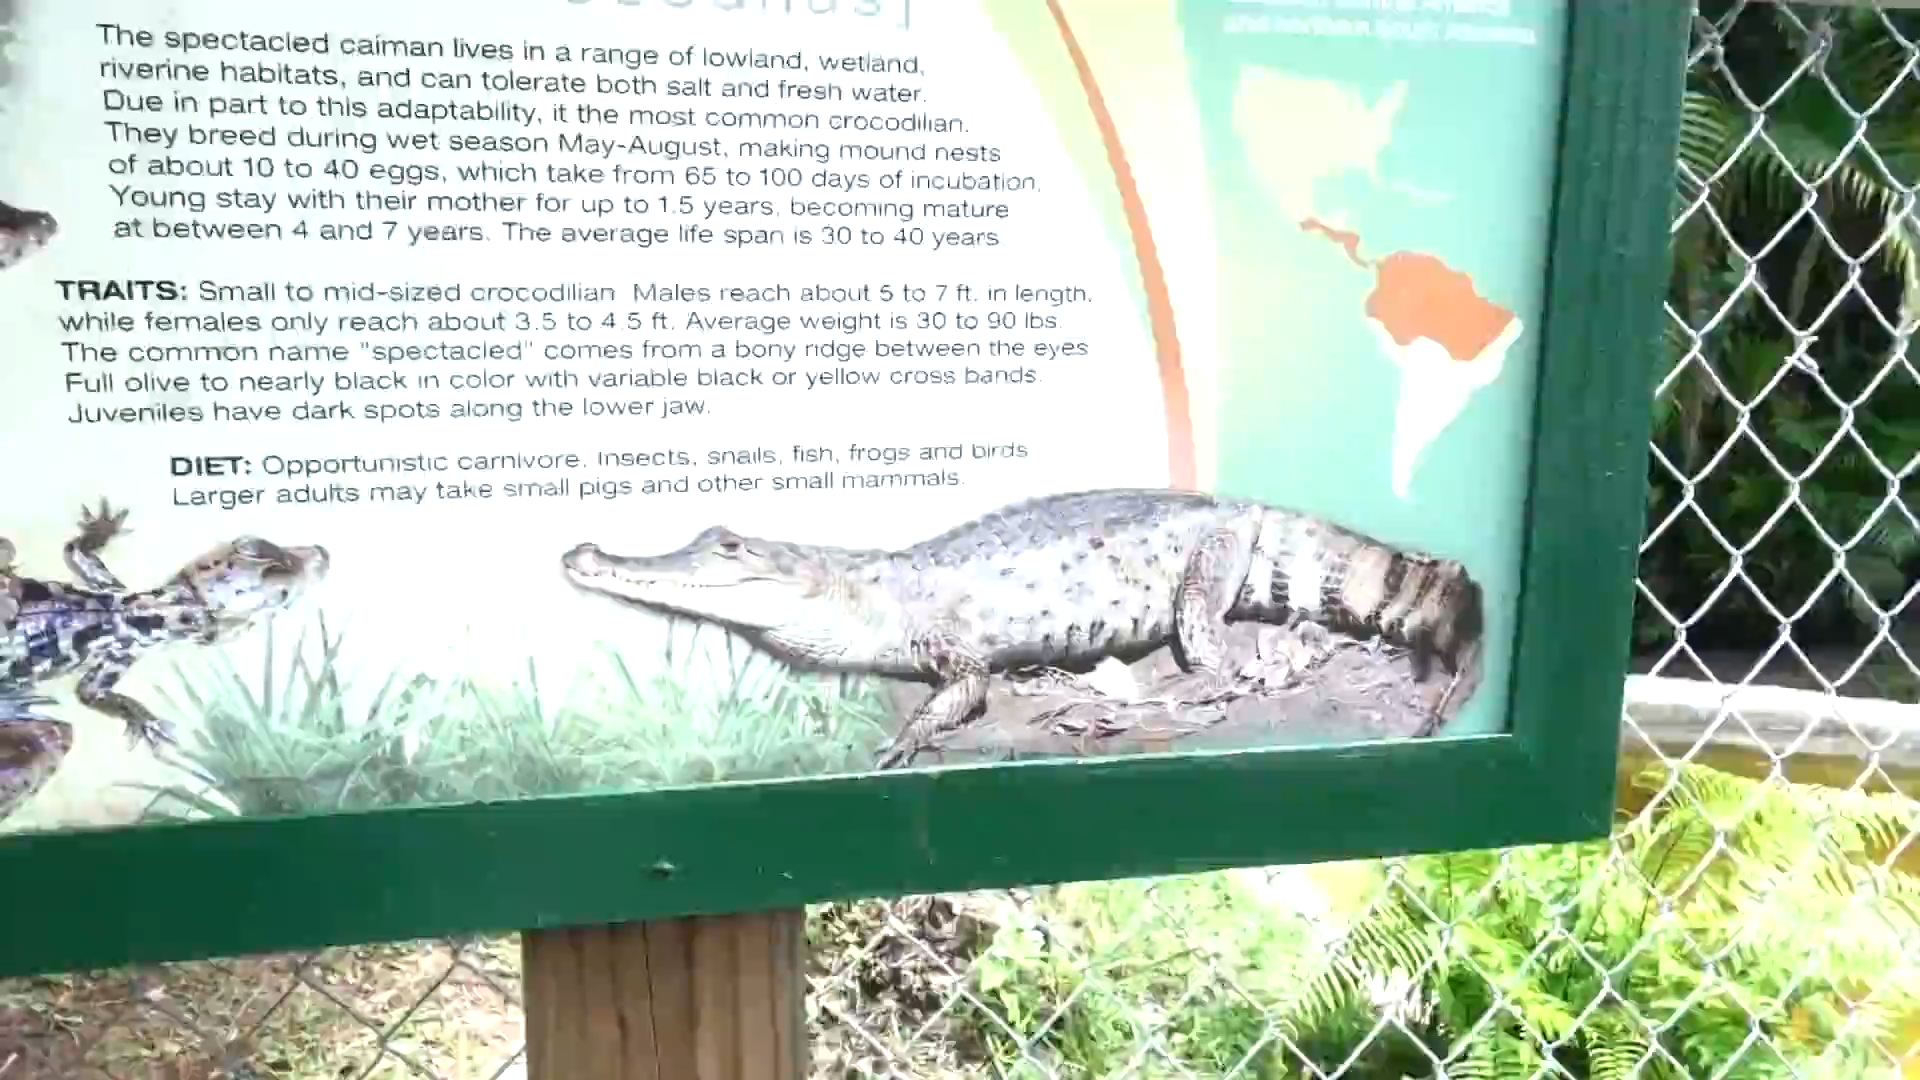 The spectacled caiman lives in a range of lowland, wetland,
riverine habitats, and can tolerate both salt and fresh water.
Due in part to this adaptability, it the most common crocodilian.
They breed during wet season May-August, making mound nests
of about 10 to 40 eggs, which take from 65 to 100 days of incubation.
Young stay with their mother for up to 1.5 years, becoming mature
at between 4 and 7 years. The average life span is 30 to 40 years
TRAITS: Small to mid-sized crocodilian Males reach about 5 to 7 ft. in length,
while females only reach about 3.5 to 4.5 ft. Average weight is 30 to 90 lbs.
The common name "spectacled" comes from a bony ridge between the eyes
Full olive to nearly black in color with variable black or yellow cross bands.
Juveniles have dark spots along the lower jaw.
DIET: Opportunistic carnivore. Insects, snails, fish, frogs and birds
Larger adults may take small pigs and other small mammals.